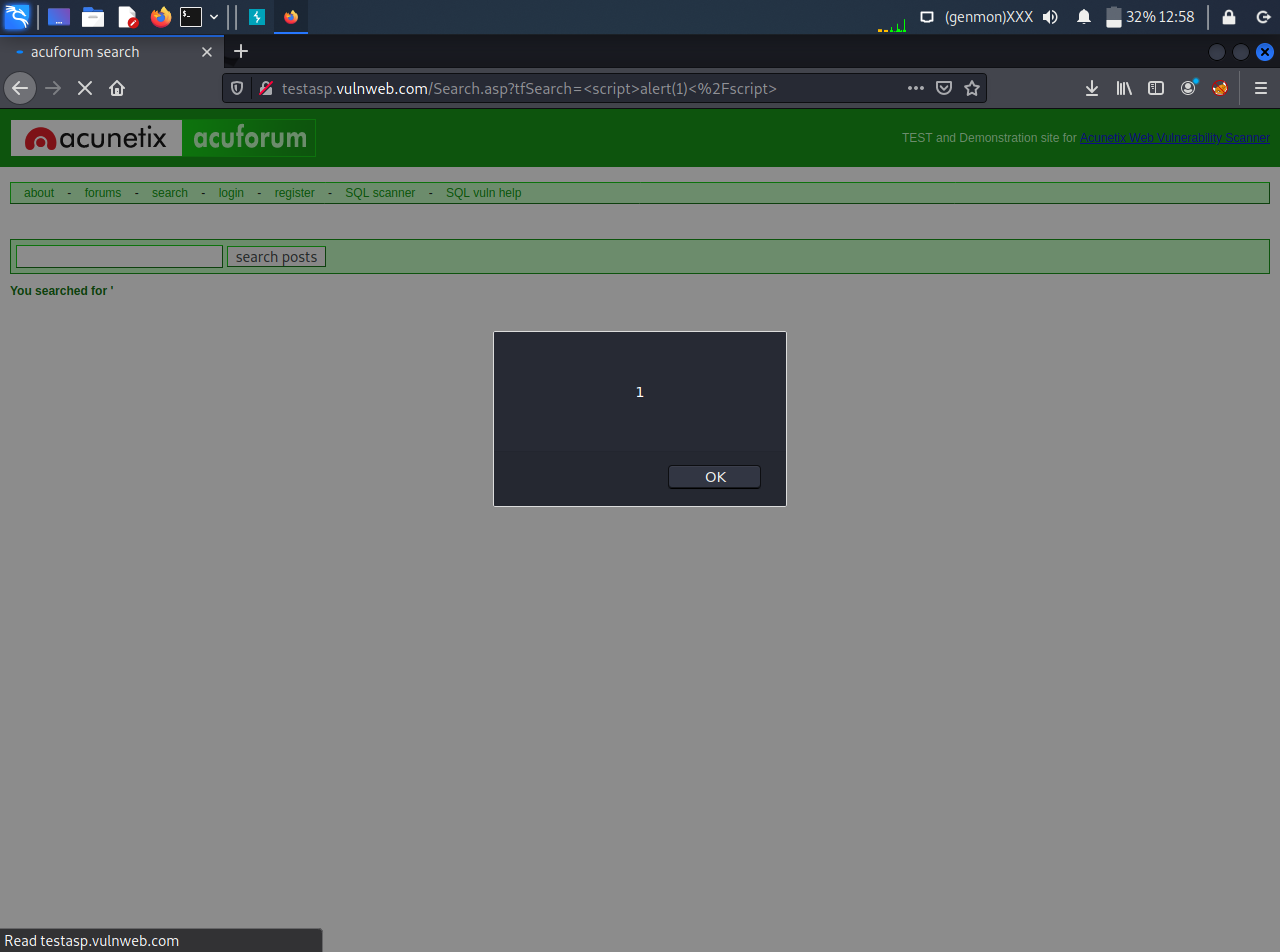 (genmon)XXX 32% 12:58
acuforum search
testasp.vulnweb.com/Search.asp?tfSearch=<script>alert(1)<%2Fscript>
acunetix acuforum TEST and Demonstration site for Acunetix Web Vulnerability Scanner
about - forums - search - login - register - SQL scanner - SQL vuln help
search posts
You searched for '
1
OK
Read testasp.vulnweb.com